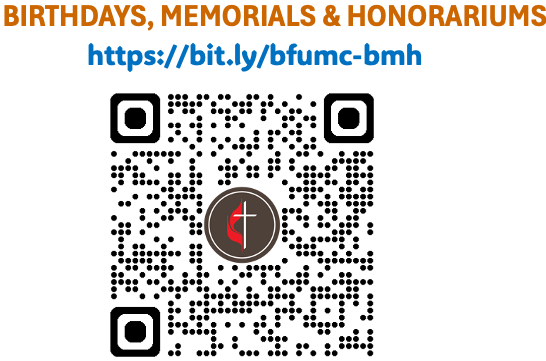 BIRTHDAYS, MEMORIALS & HONORARIUMS
https://bit.ly/bfumc-bmh